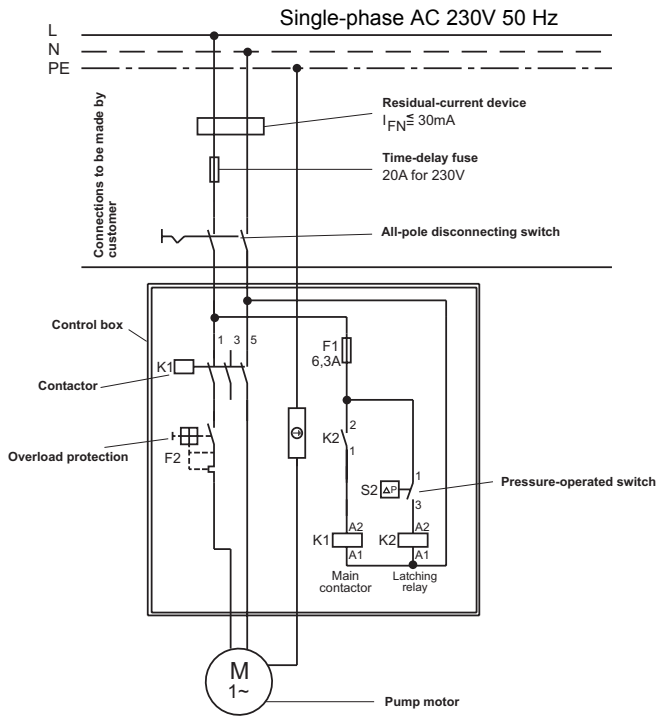 Single-phase AC 230V 50 Hz
L
N
PE
Connections to be made by
customer
Residual-current device
I_FN ≦ 30mA
Time-delay fuse
20A for 230V
All-pole disconnecting switch
Control box
1 3 5
K1
Contactor
F1
6,3A
Overload protection
F2
K2
2
1
S2
ΔP
1
3
Pressure-operated switch
K1
A2
A1
K2
A2
A1
Main
contactor
Latching
relay
M
1~
Pump motor